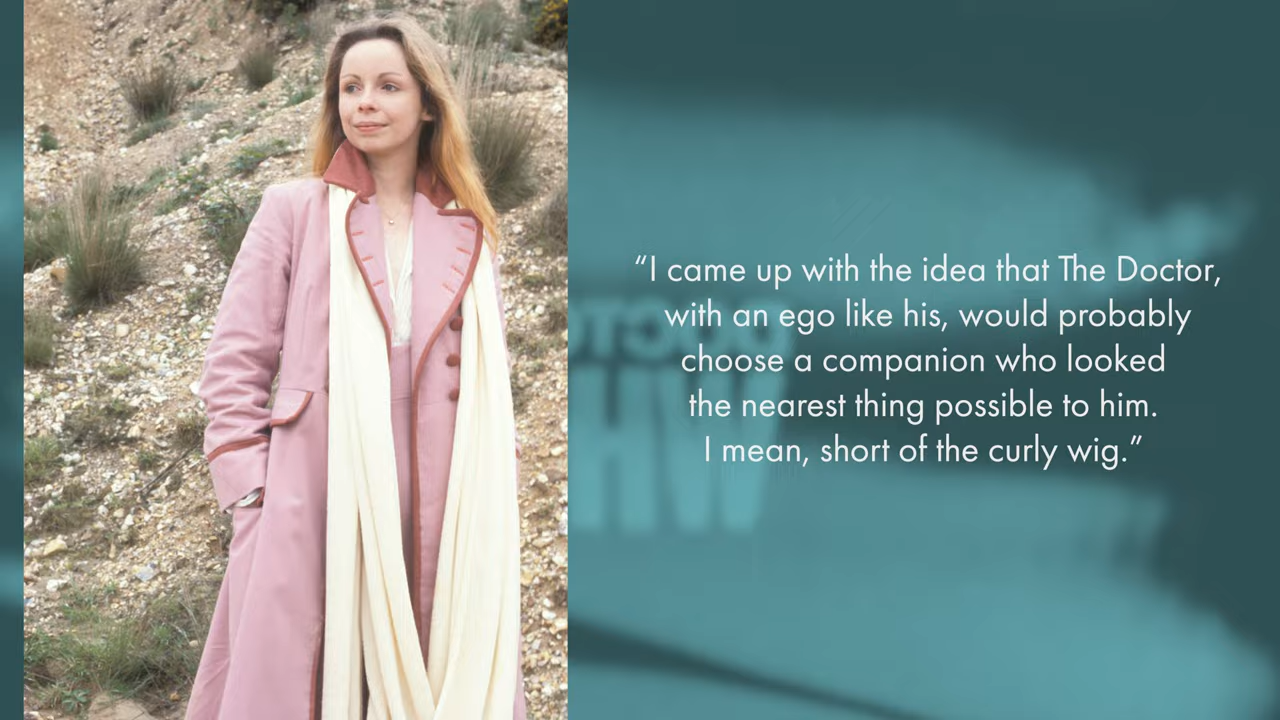 “I came up with the idea that The Doctor,
with an ego like his, would probably
choose a companion who looked
the nearest thing possible to him.
I mean, short of the curly wig.”